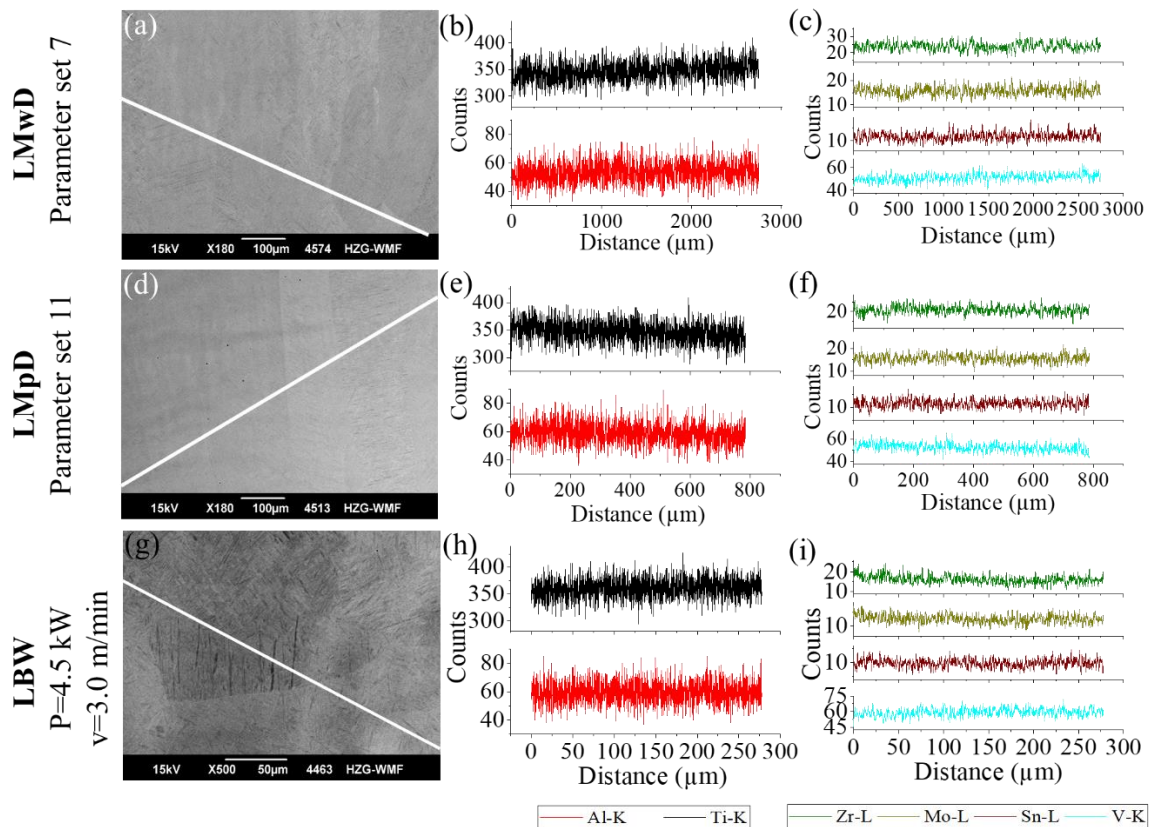 LMwD
Parameter set 7
(a)
15kV X180 100µm 4574 HZG-WMF
(b)
Counts
400
350
300
80
60
40
0 1000 2000 3000
Distance (µm)
(c)
Counts
30
20
20
10
10
60
40
0 500 1000 1500 2000 2500 3000
Distance (µm)
LMpD
Parameter set 11
(d)
15kV X180 100µm 4513 HZG-WMF
(e)
Counts
400
350
300
80
60
40
0 200 400 600 800
Distance (µm)
(f)
Counts
20
20
10
10
60
40
0 200 400 600 800
Distance (µm)
LBW
P=4.5 kW
v=3.0 m/min
(g)
15kV X500 50µm 4463 HZG-WMF
(h)
Counts
400
350
300
80
60
40
0 50 100 150 200 250 300
Distance (µm)
(i)
Counts
20
10
10
10
75
60
45
0 50 100 150 200 250 300
Distance (µm)
Al-K Ti-K
Zr-L Mo-L Sn-L V-K